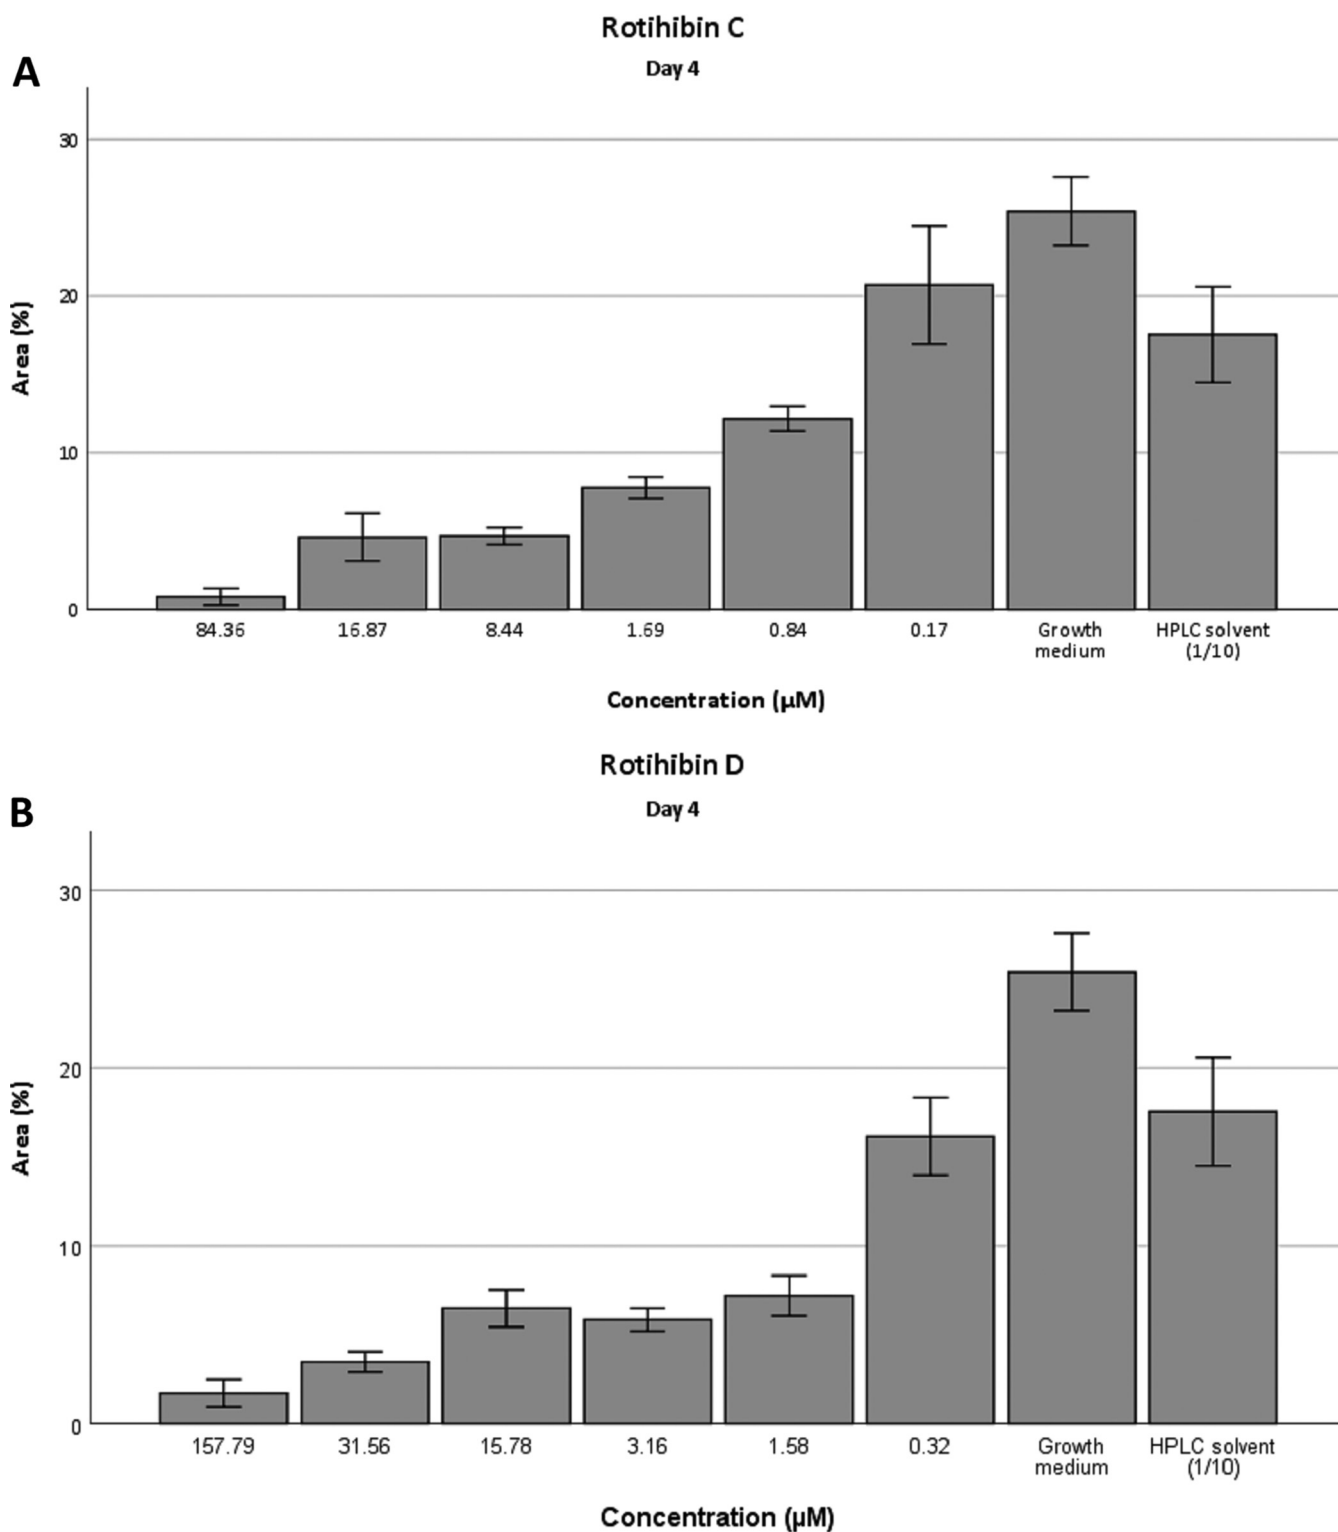 Rotihibin C
A
Day 4
30
20
10
0
Area (%)
84.36 16.87 8.44 1.69 0.84 0.17 Growth medium HPLC solvent (1/10)
Concentration (µM)
Rotihibin D
B
Day 4
30
20
10
0
Area (%)
157.79 31.56 15.78 3.16 1.58 0.32 Growth medium HPLC solvent (1/10)
Concentration (µM)